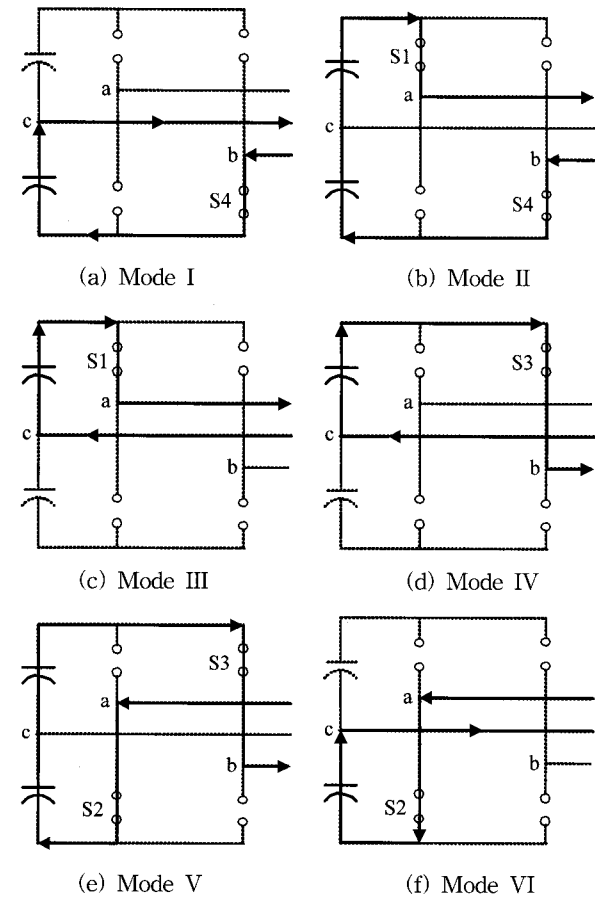 a
c
b
S4
(a) Mode I
S1
a
c
b
S4
(b) Mode II
S1
a
c
b
(c) Mode III
S3
a
c
b
(d) Mode IV
S3
a
c
b
S2
(e) Mode V
a
c
b
S2
(f) Mode VI